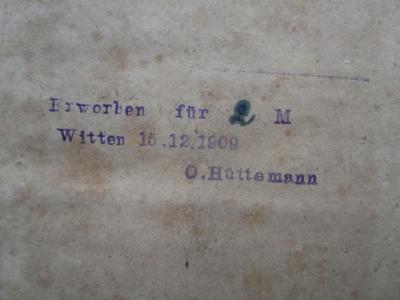 Erworben für 2 M
Witten 15.12.1909
O.Hüttemann